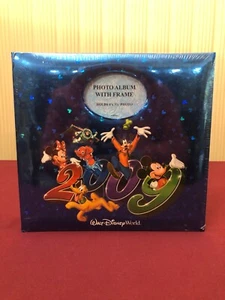 PHOTO ALBUM
WITH FRAME
2009
Walt Disney World